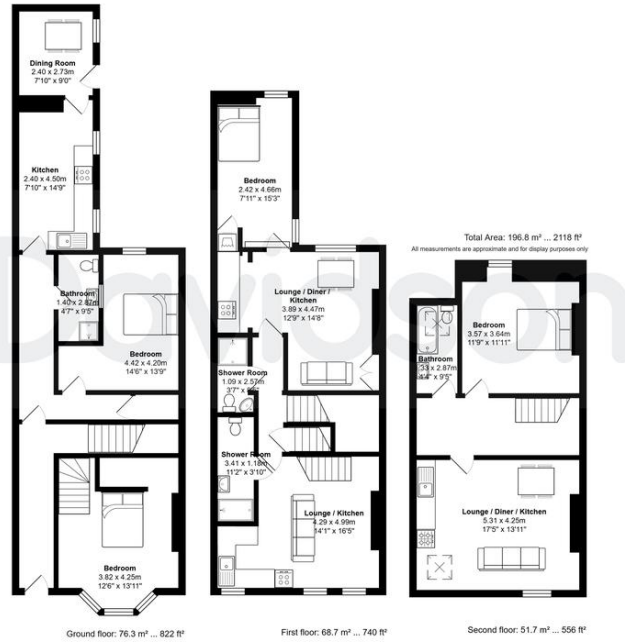 Dining Room
2.40 x 2.73m
7'10" x 9'0"
Kitchen
2.40 x 4.50m
7'10" x 14'9"
Bathroom
1.40 x 2.87m
4'7" x 9'5"
Bedroom
4.42 x 4.20m
14'6" x 13'9"
Bedroom
3.82 x 4.25m
12'6" x 13'11"
Ground floor: 76.3 m² ... 822 ft²
Bedroom
2.42 x 4.66m
7'11" x 15'3"
Lounge / Diner /
Kitchen
3.89 x 4.47m
12'9" x 14'8"
Shower Room
1.09 x 2.57m
3'7" x
Shower Room
3.41 x 1.18m
11'2" x 3'10"
Lounge / Kitchen
4.29 x 4.99m
14'1" x 16'5"
First floor: 68.7 m² ... 740 ft²
Total Area: 196.8 m² ... 2118 ft²
All measurements are approximate and for display purposes only
Bedroom
3.57 x 3.64m
11'9" x 11'11"
Bathroom
1.33 x 2.87m
4'4" x 9'5"
Lounge / Diner / Kitchen
5.31 x 4.25m
17'5" x 13'11"
Second floor: 51.7 m² ... 556 ft²
Davidson